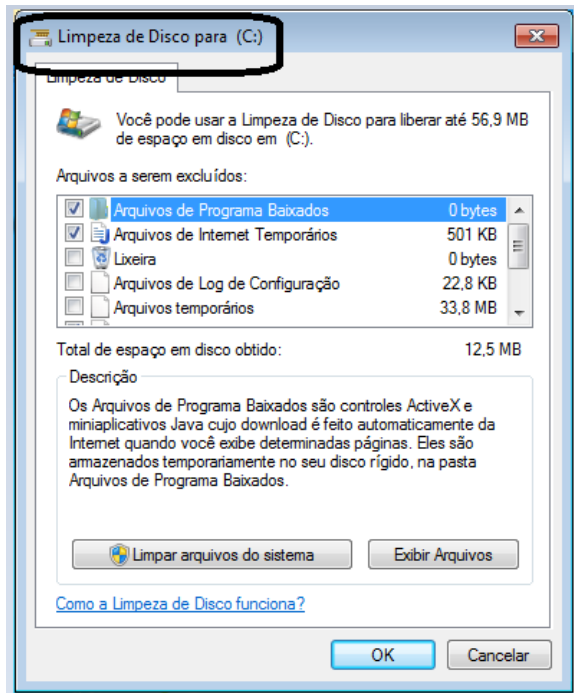 Limpeza de Disco para (C:)
Limpeza de Disco
Você pode usar a Limpeza de Disco para liberar até 56,9 MB
de espaço em disco em (C:).
Arquivos a serem excluídos:
Arquivos de Programa Baixados 0 bytes
Arquivos de Internet Temporários 501 KB
Lixeira 0 bytes
Arquivos de Log de Configuração 22,8 KB
Arquivos temporários 33,8 MB
Total de espaço em disco obtido: 12,5 MB
Descrição
Os Arquivos de Programa Baixados são controles ActiveX e
miniaplicativos Java cujo download é feito automaticamente da
Internet quando você exibe determinadas páginas. Eles são
armazenados temporariamente no seu disco rígido, na pasta
Arquivos de Programa Baixados.
Limpar arquivos do sistema Exibir Arquivos
Como a Limpeza de Disco funciona?
OK Cancelar